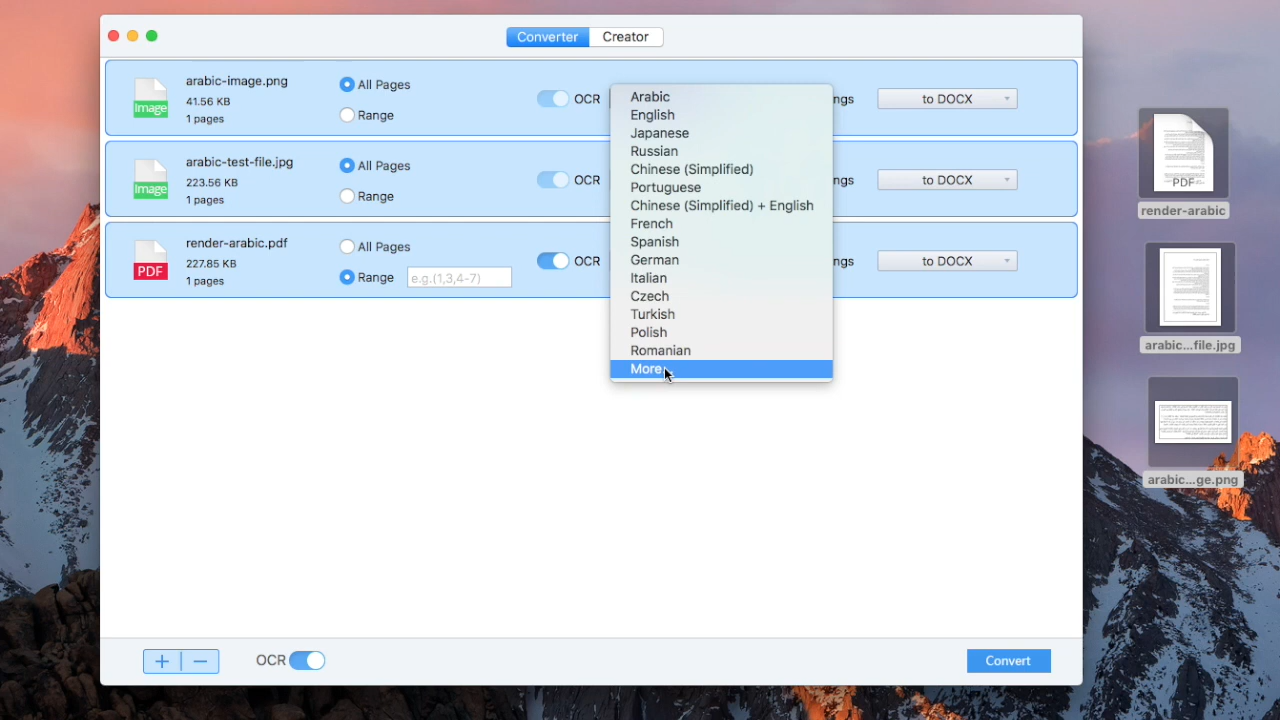 Converter
Creator
arabic-image.png
41.56 KB
1 pages
All Pages
Range
OCR
ngs
to DOCX
Image
arabic-test-file.jpg
223.56 KB
1 pages
All Pages
Range
OCR
ngs
to DOCX
Image
render-arabic.pdf
227.85 KB
1 pages
All Pages
Range
e.g.(1,3,4-7)
OCR
ngs
to DOCX
PDF
Arabic
English
Japanese
Russian
Chinese (Simplified)
Portuguese
Chinese (Simplified) + English
French
Spanish
German
Italian
Czech
Turkish
Polish
Romanian
More
OCR
Convert
PDF
render-arabic
arabic...file.jpg
arabic...ge.png